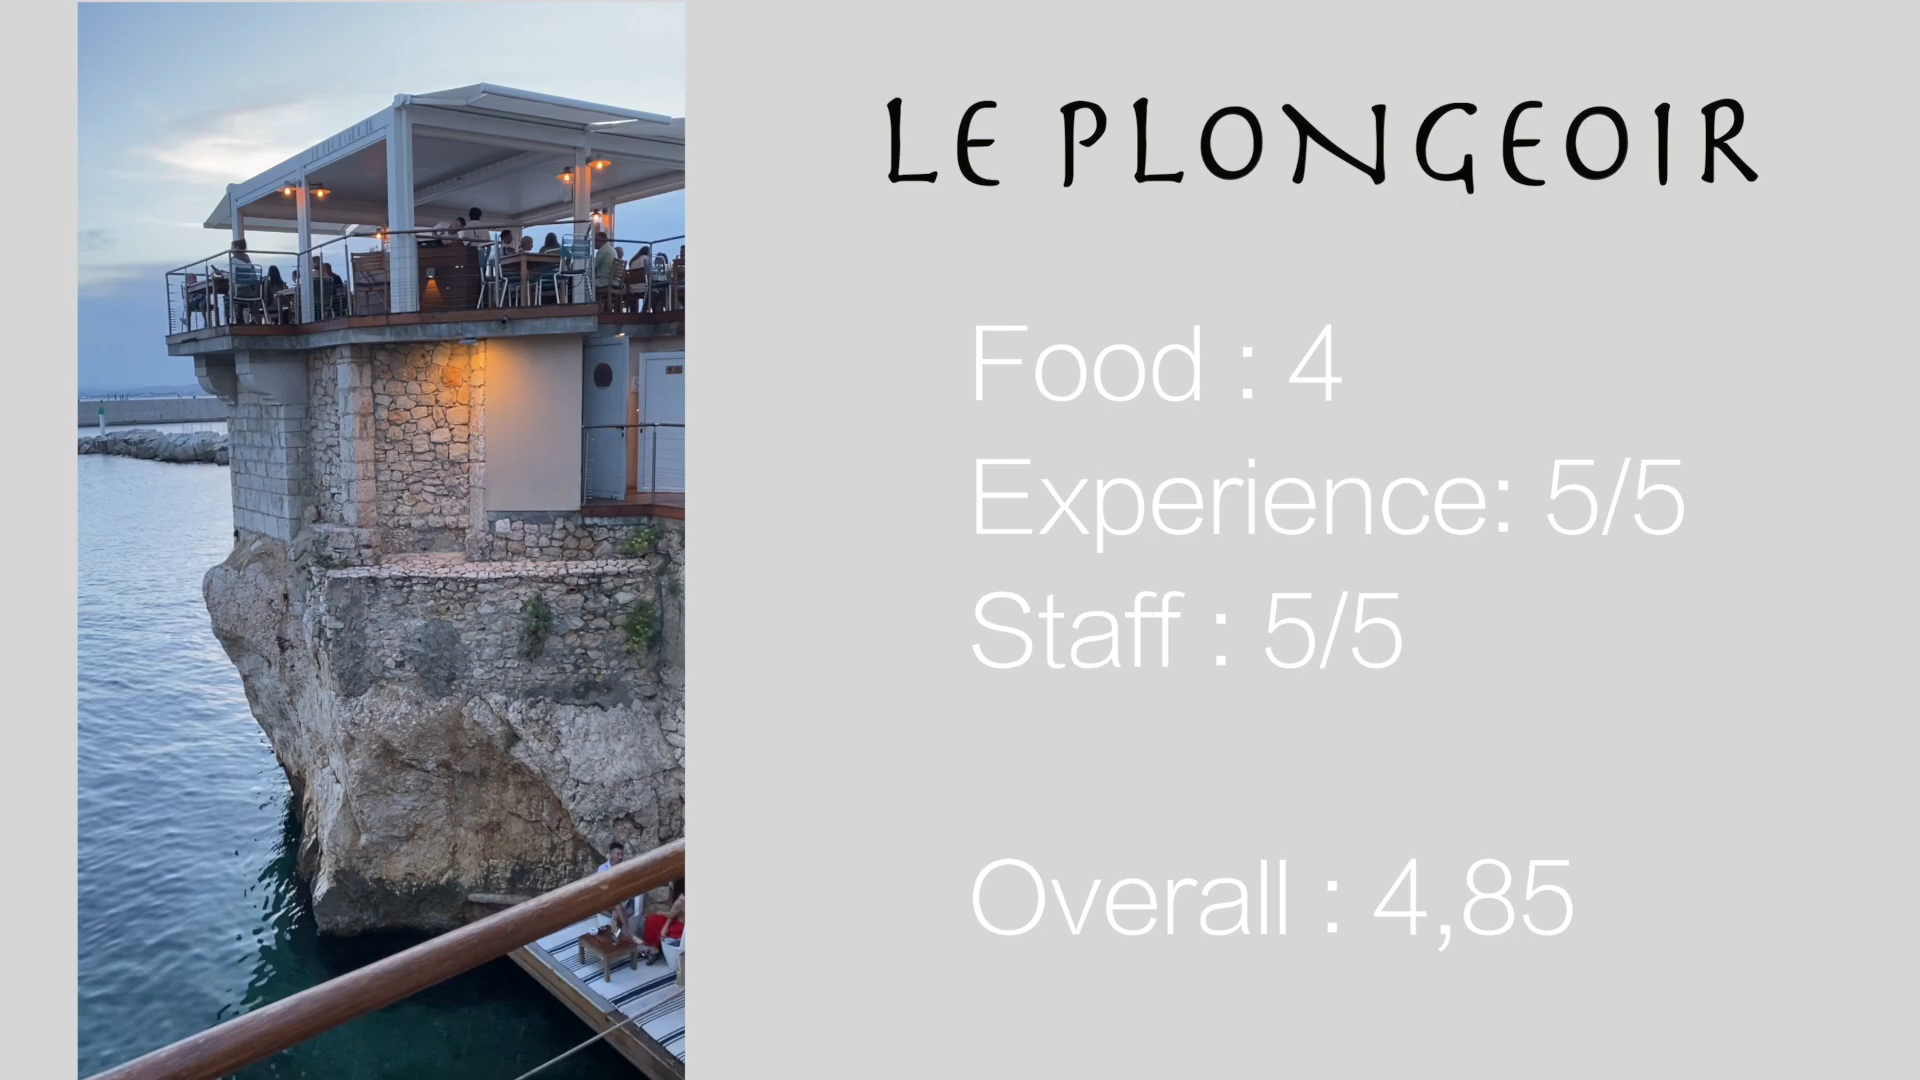 LE PLONGEOIR
Food : 4
Experience: 5/5
Staff : 5/5
Overall : 4,85